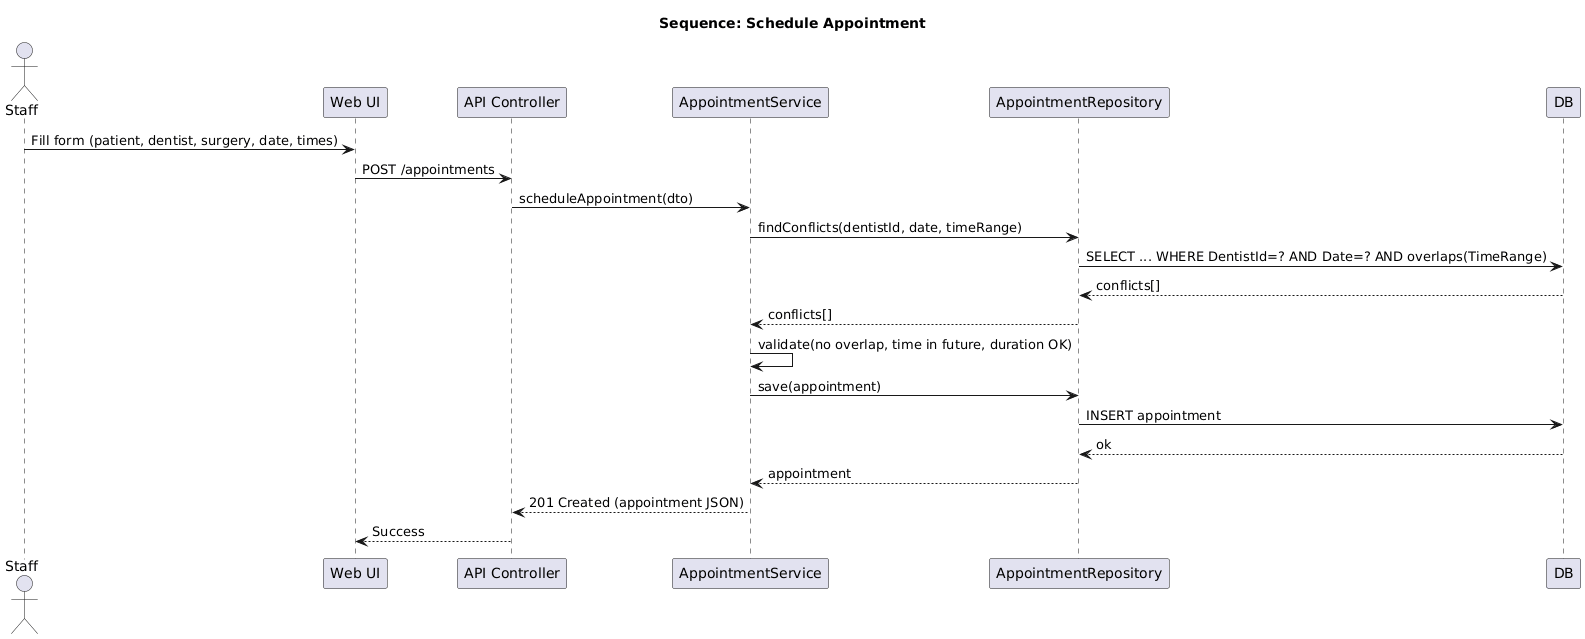 Sequence: Schedule Appointment
Staff
Web UI
API Controller
AppointmentService
AppointmentRepository
DB
Fill form (patient, dentist, surgery, date, times)
POST /appointments
scheduleAppointment(dto)
findConflicts(dentistId, date, timeRange)
SELECT ... WHERE DentistId=? AND Date=? AND overlaps(TimeRange)
conflicts[]
conflicts[]
validate(no overlap, time in future, duration OK)
save(appointment)
INSERT appointment
ok
appointment
201 Created (appointment JSON)
Success
Staff
Web UI
API Controller
AppointmentService
AppointmentRepository
DB